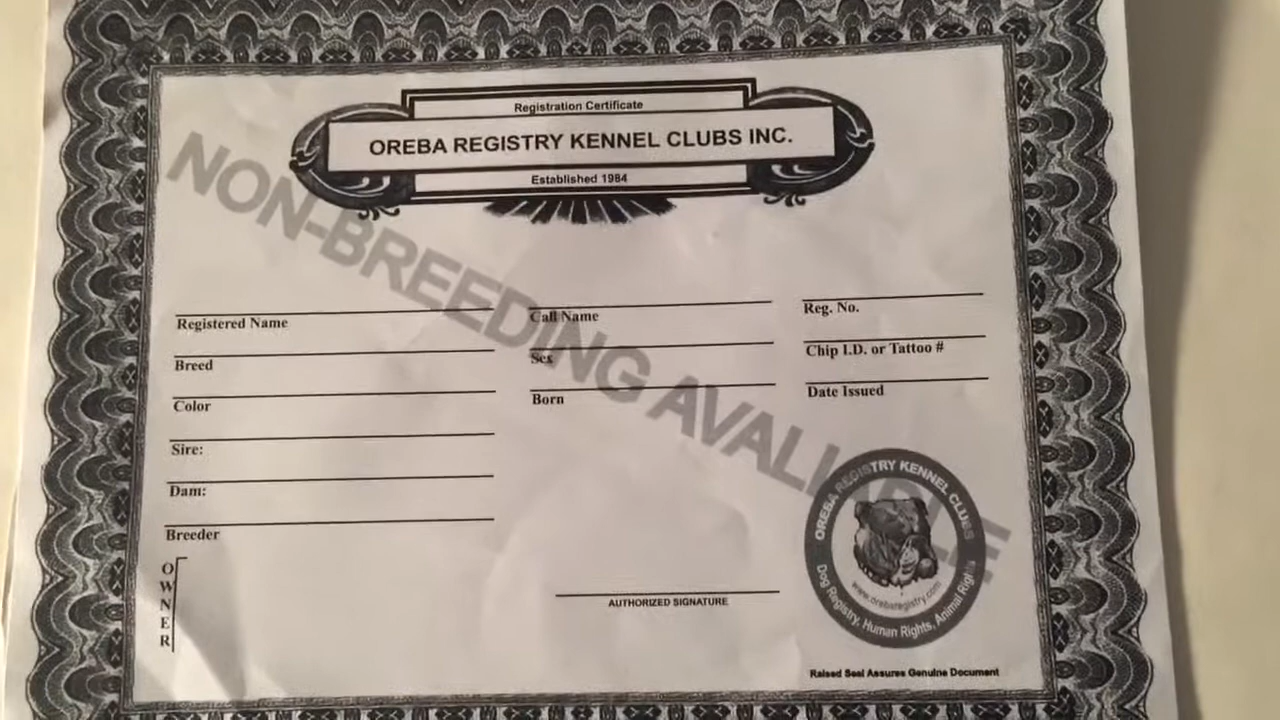 Registration Certificate
OREBA REGISTRY KENNEL CLUBS INC.
Established 1984
NON-BREEDING AVALIABLE
Registered Name
Call Name
Reg. No.
Breed
Sex
Chip I.D. or Tattoo #
Color
Born
Date Issued
Sire:
Dam:
Breeder
OWNER
AUTHORIZED SIGNATURE
OREBA REGISTRY KENNEL CLUBS
www.orebaregistry.com
Dog Registry, Human Rights, Animal Rights
Raised Seal Assures Genuine Document